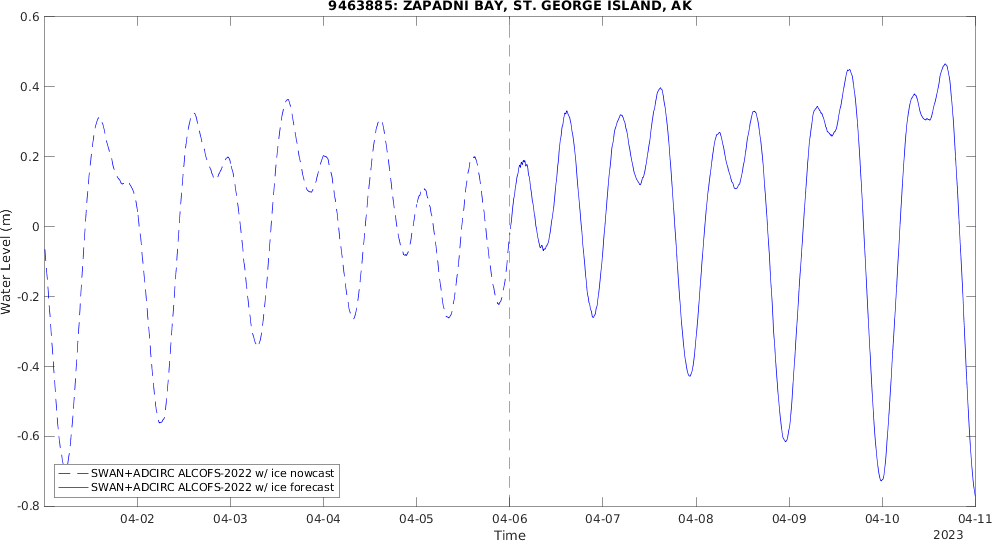 9463885: ZAPADNI BAY, ST. GEORGE ISLAND, AK
0.6
0.4
0.2
0
-0.2
-0.4
-0.6
-0.8
Water Level (m)
SWAN+ADCIRC ALCOFS-2022 w/ ice nowcast
SWAN+ADCIRC ALCOFS-2022 w/ ice forecast
04-02 04-03 04-04 04-05 04-06 04-07 04-08 04-09 04-10 04-11
Time
2023